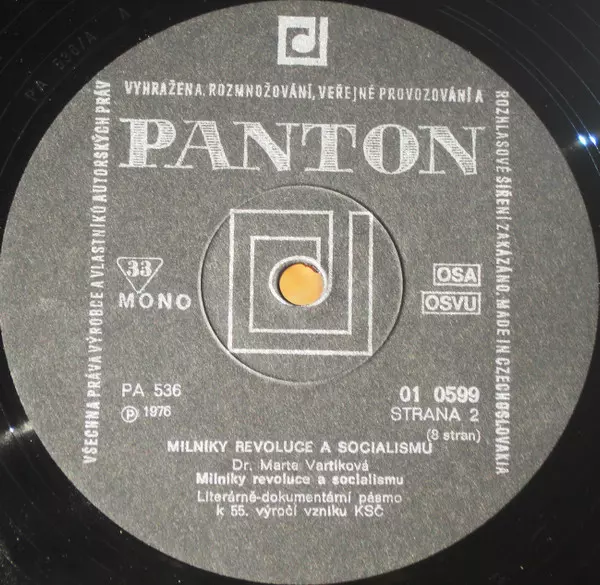 PA 536/A A
VYHRAŽENA. ROZMNOŽOVÁNÍ, VEŘEJNÉ PROVOZOVÁNÍ A
ROZHLASOVÉ ŠÍŘENÍ ZAKÁZÁNO. MADE IN CZECHOSLOVAKIA
VŠECHNA PRÁVA VÝROBCE A VLASTNÍKŮ AUTORSKÝCH PRÁV
PANTON
33
MONO
OSA
OSVU
PA 536
℗ 1976
01 0599
STRANA 2
(8 stran)
MILNÍKY REVOLUCE A SOCIALISMU
Dr. Marta Vartíková
Milníky revoluce a socialismu
Literárně-dokumentární pásmo
k 55. výročí vzniku KSČ